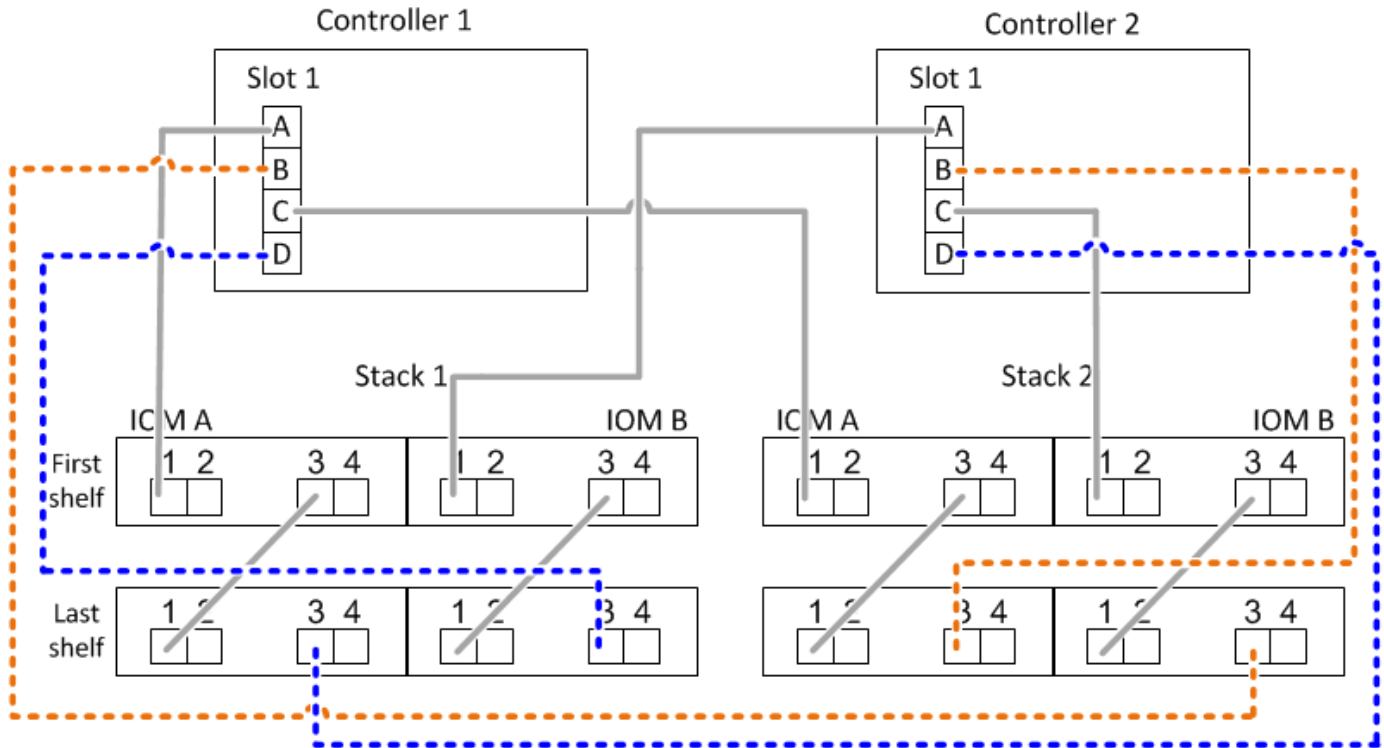 Controller 1
Controller 2
Slot 1
Slot 1
A
A
B
B
C
C
D
D
Stack 1
Stack 2
IOM A
IOM B
IOM A
IOM B
First shelf
1 2
3 4
1 2
3 4
1 2
3 4
1 2
3 4
Last shelf
1 2
3 4
1 2
3 4
1 2
3 4
1 2
3 4